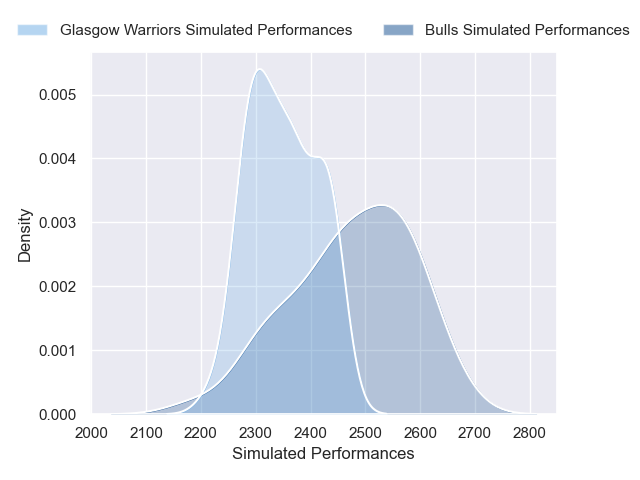 Glasgow Warriors Simulated Performances Bulls Simulated Performances
0.005
0.004
0.003
0.002
0.001
0.000
Density
2000 2100 2200 2300 2400 2500 2600 2700 2800
Simulated Performances